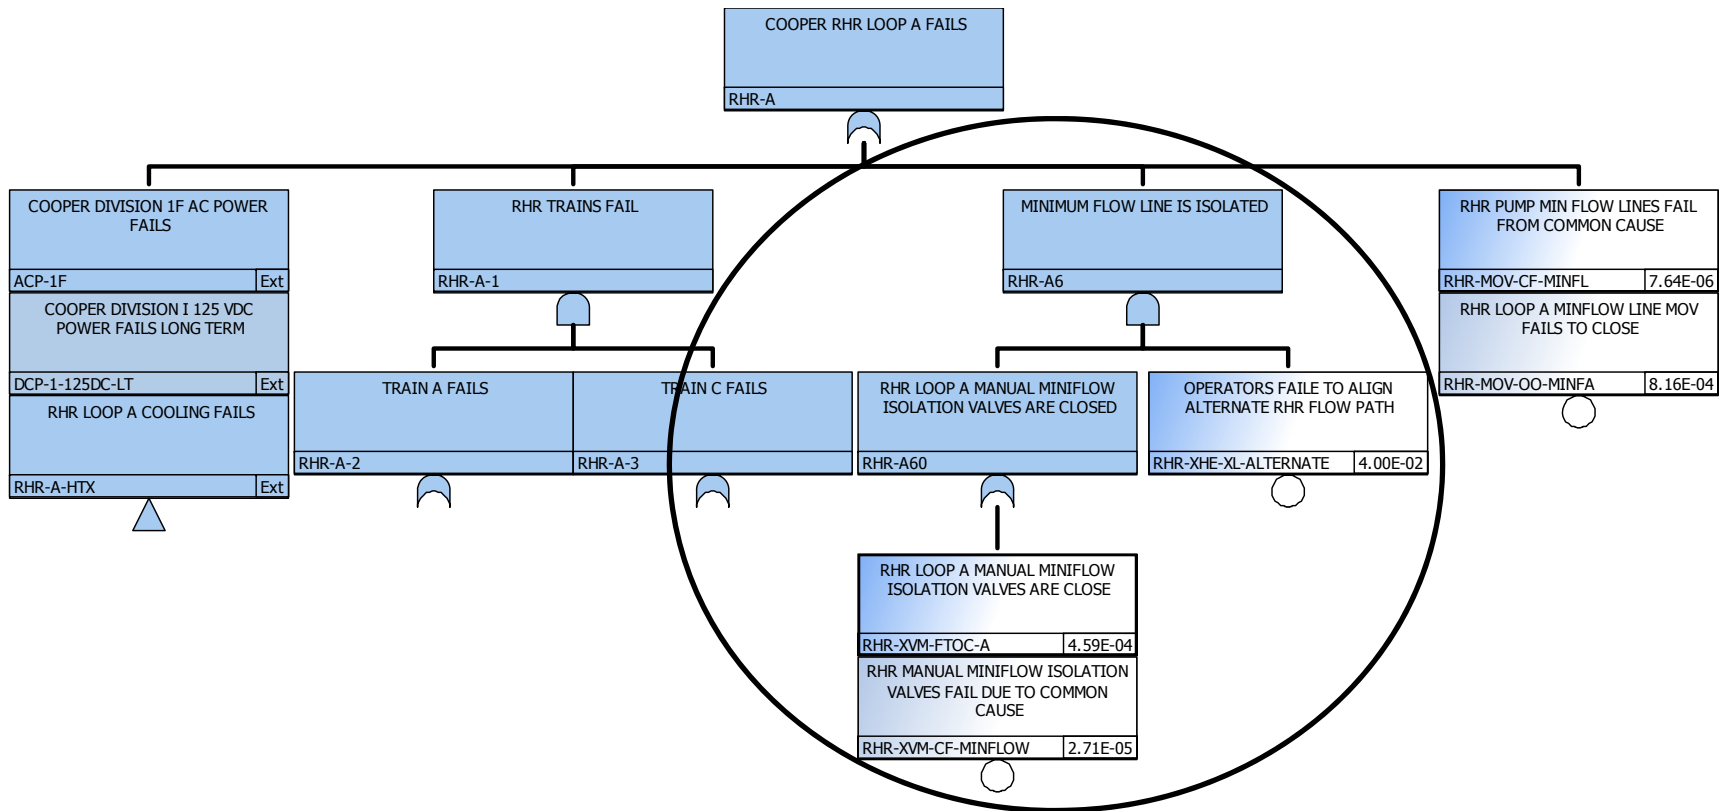 COOPER RHR LOOP A FAILS
RHR-A
COOPER DIVISION 1F AC POWER
FAILS
ACP-1F Ext
COOPER DIVISION I 125 VDC
POWER FAILS LONG TERM
DCP-1-125DC-LT Ext
RHR LOOP A COOLING FAILS
RHR-A-HTX Ext
RHR TRAINS FAIL
RHR-A-1
MINIMUM FLOW LINE IS ISOLATED
RHR-A6
RHR PUMP MIN FLOW LINES FAIL
FROM COMMON CAUSE
RHR-MOV-CF-MINFL 7.64E-06
RHR LOOP A MINFLOW LINE MOV
FAILS TO CLOSE
RHR-MOV-OO-MINFA 8.16E-04
TRAIN A FAILS
RHR-A-2
TRAIN C FAILS
RHR-A-3
RHR LOOP A MANUAL MINIFLOW
ISOLATION VALVES ARE CLOSED
RHR-A60
OPERATORS FAILE TO ALIGN
ALTERNATE RHR FLOW PATH
RHR-XHE-XL-ALTERNATE 4.00E-02
RHR LOOP A MANUAL MINIFLOW
ISOLATION VALVES ARE CLOSE
RHR-XVM-FTOC-A 4.59E-04
RHR MANUAL MINIFLOW ISOLATION
VALVES FAIL DUE TO COMMON
CAUSE
RHR-XVM-CF-MINFLOW 2.71E-05